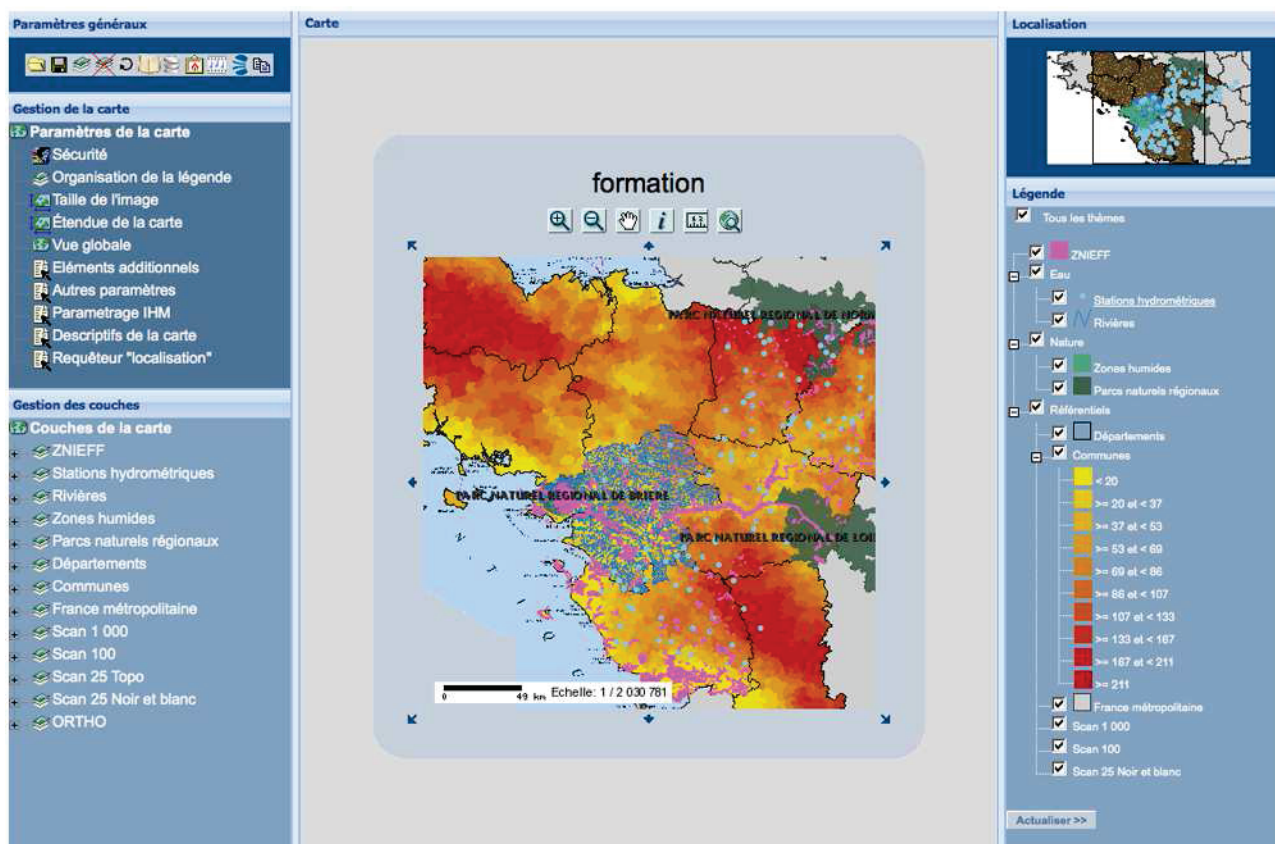 Paramètres généraux
Gestion de la carte
Paramètres de la carte
Sécurité
Organisation de la légende
Taille de l'image
Étendue de la carte
Vue globale
Eléments additionnels
Autres paramètres
Parametrage IHM
Descriptifs de la carte
Requêteur "localisation"
Gestion des couches
Couches de la carte
ZNIEFF
Stations hydrométriques
Rivières
Zones humides
Parcs naturels régionaux
Départements
Communes
France métropolitaine
Scan 1 000
Scan 100
Scan 25 Topo
Scan 25 Noir et blanc
ORTHO
Carte
formation
PARC NATUREL REGIONAL DE NORM
PARC NATUREL REGIONAL DE BRIERE
PARC NATUREL REGIONAL DE LOI
0 49 km Echelle: 1 / 2 030 781
Localisation
Légende
Tous les thèmes
ZNIEFF
Eau
Stations hydrométriques
Rivières
Nature
Zones humides
Parcs naturels régionaux
Référentiels
Départements
Communes
< 20
>= 20 et < 37
>= 37 et < 53
>= 53 et < 69
>= 69 et < 86
>= 86 et < 107
>= 107 et < 133
>= 133 et < 167
>= 167 et < 211
>= 211
France métropolitaine
Scan 1 000
Scan 100
Scan 25 Noir et blanc
Actualiser >>